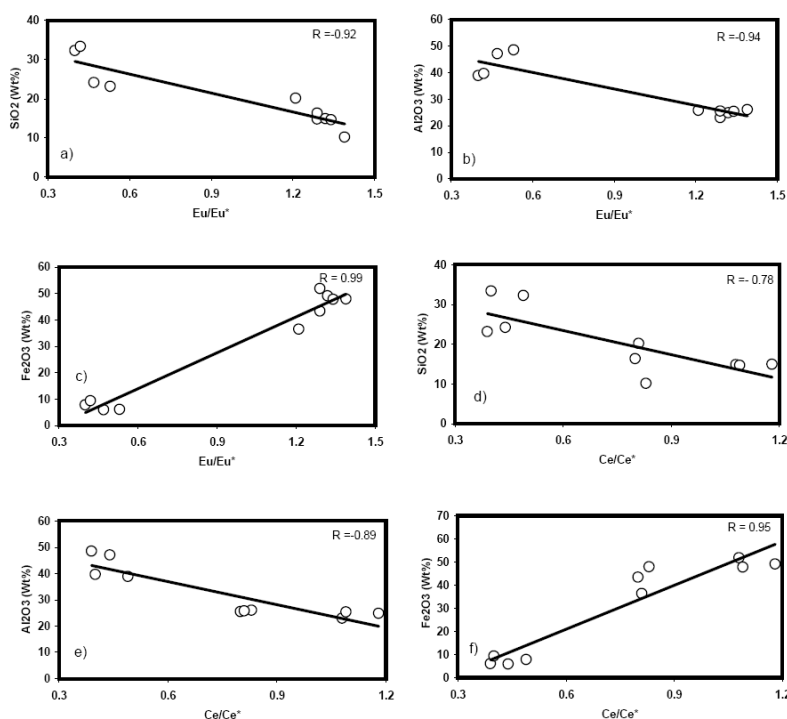 R =-0.92
SiO2 (Wt%)
40
30
20
10
0
a)
0.3 0.6 0.9 1.2 1.5
Eu/Eu*
R =-0.94
Al2O3 (Wt%)
60
50
40
30
20
10
0
b)
0.3 0.6 0.9 1.2 1.5
Eu/Eu*
R = 0.99
Fe2O3 (Wt%)
60
50
40
30
20
10
0
c)
0.3 0.6 0.9 1.2 1.5
Eu/Eu*
R =- 0.78
SiO2 (Wt%)
40
30
20
10
0
d)
0.3 0.6 0.9 1.2
Ce/Ce*
R =-0.89
Al2O3 (Wt%)
60
50
40
30
20
10
0
e)
0.3 0.6 0.9 1.2
Ce/Ce*
R = 0.95
Fe2O3 (Wt%)
70
60
50
40
30
20
10
0
f)
0.3 0.6 0.9 1.2
Ce/Ce*